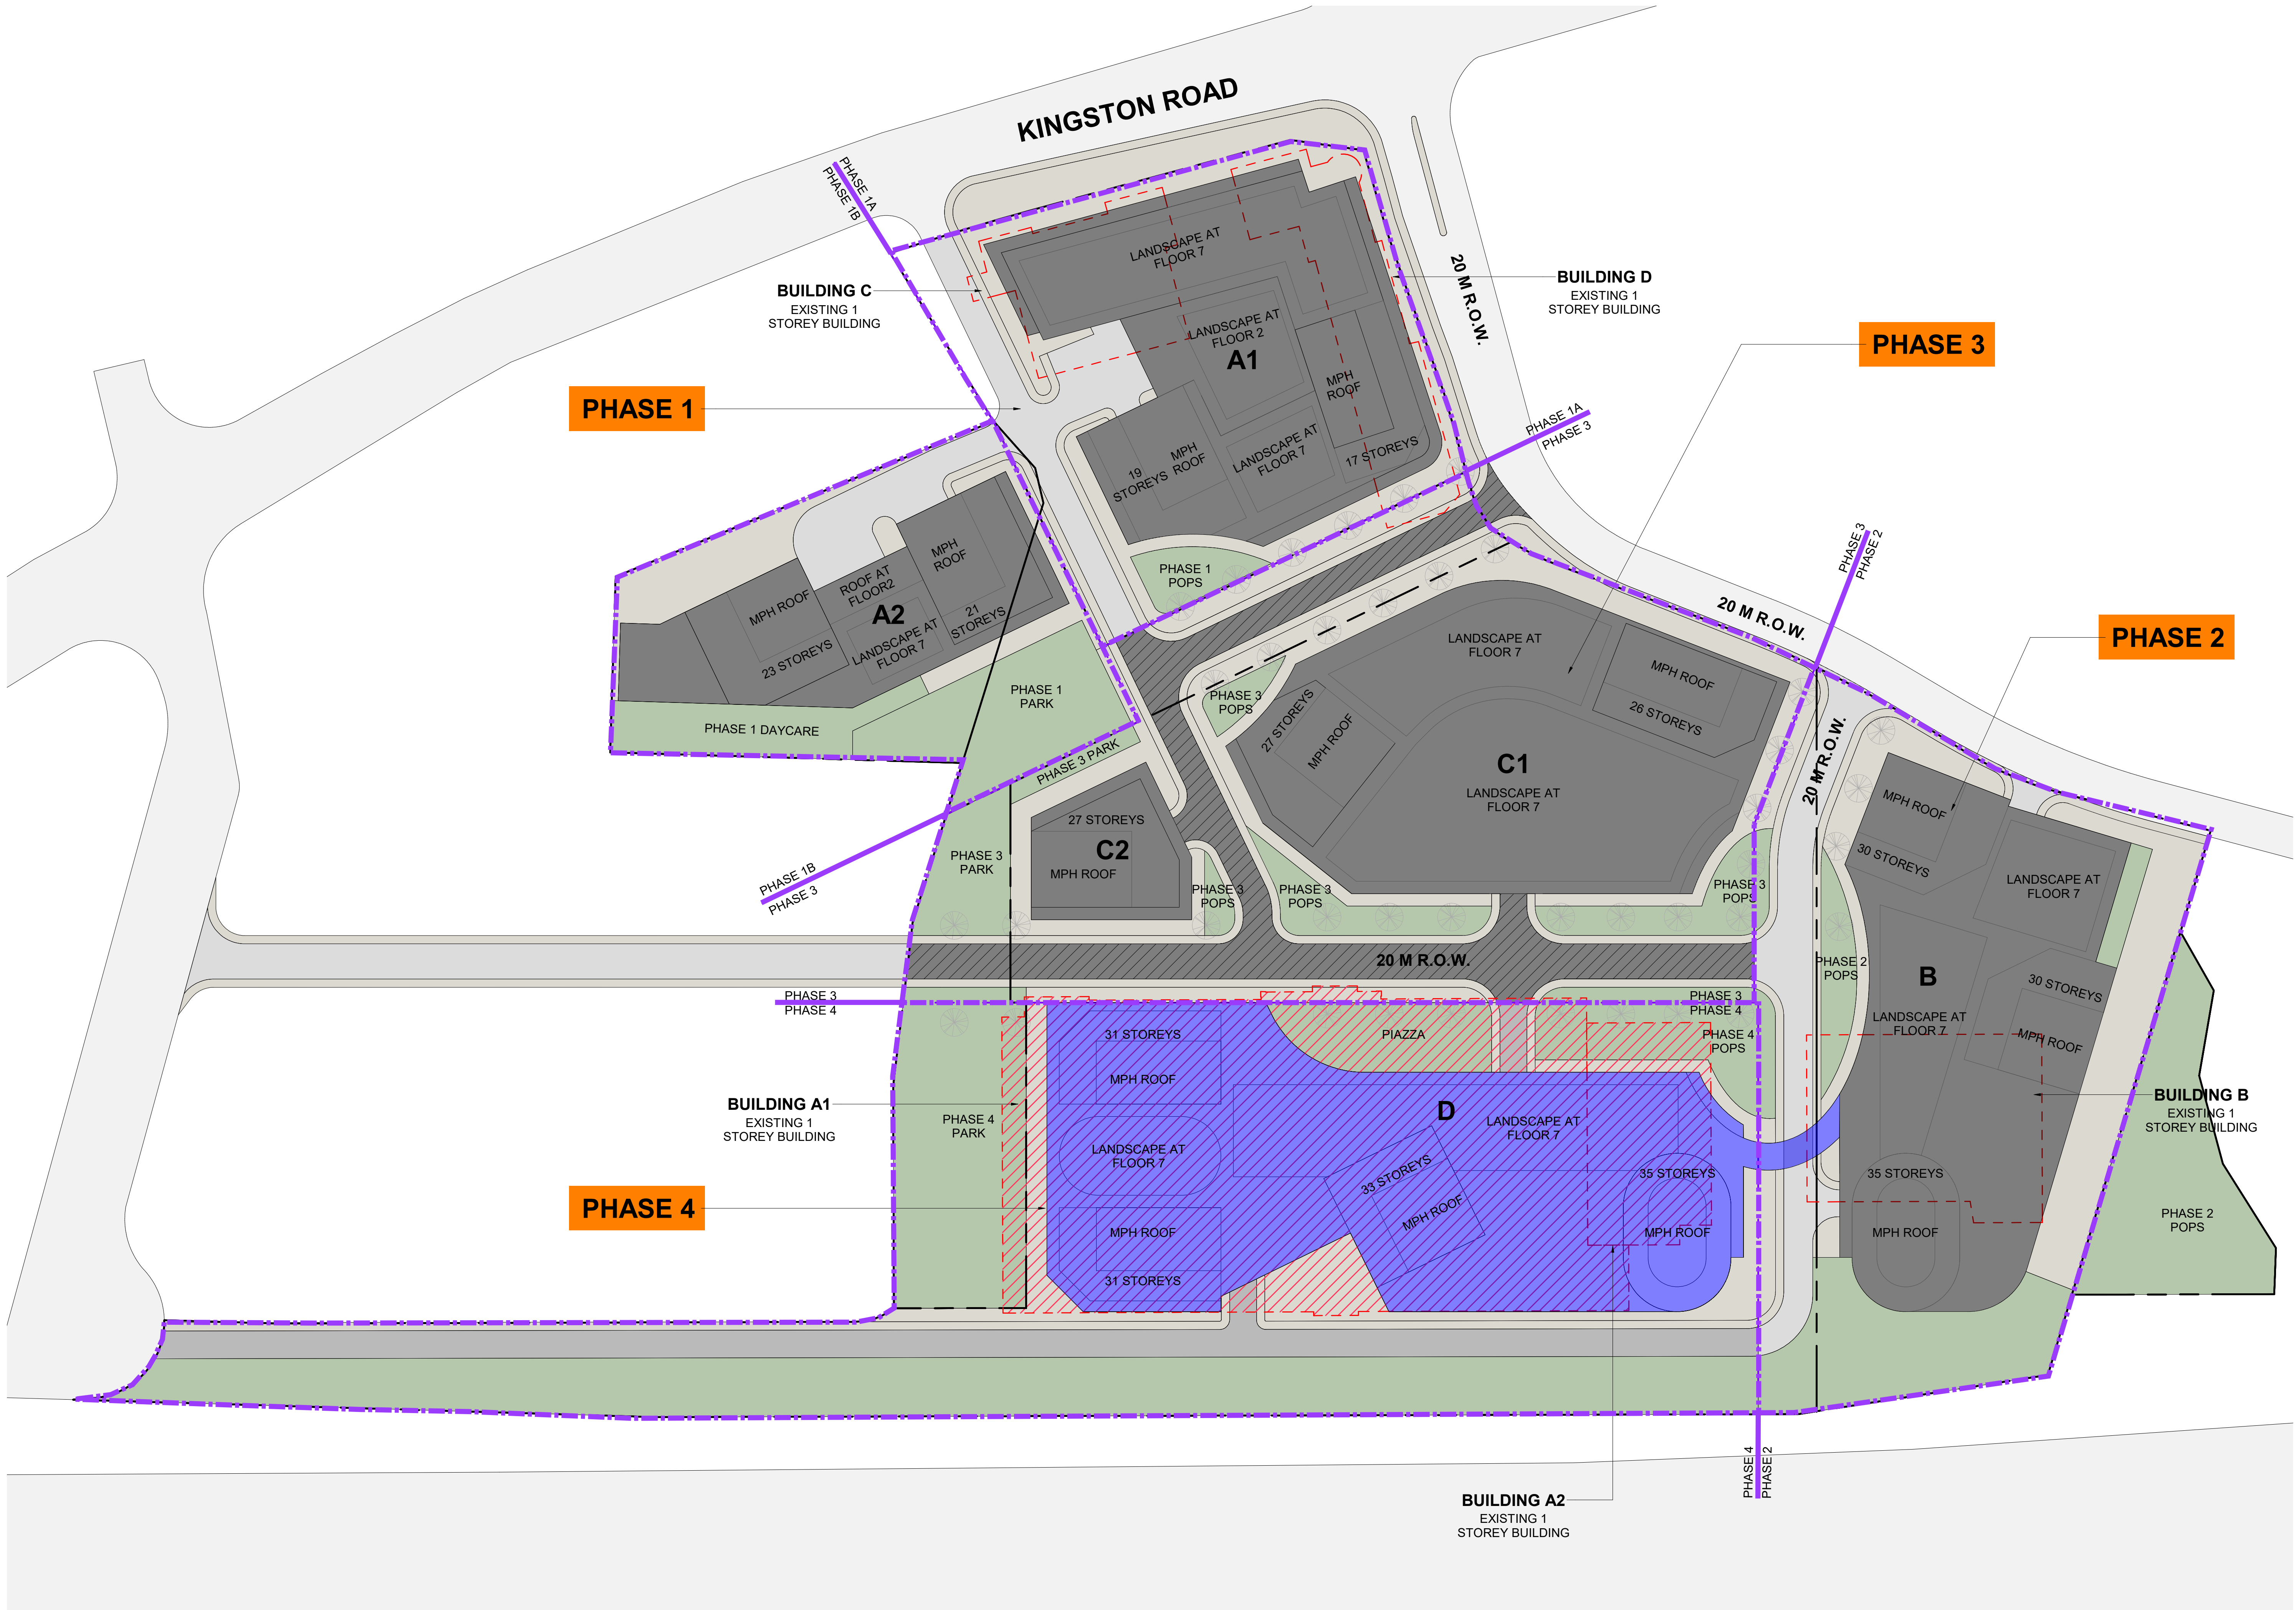 KINGSTON ROAD
PHASE 1A
PHASE 1B
LANDSCAPE AT
FLOOR 7
20 M R.O.W.
BUILDING C
EXISTING 1
STOREY BUILDING
BUILDING D
EXISTING 1
STOREY BUILDING
LANDSCAPE AT
FLOOR 2
A1
MPH
ROOF
PHASE 3
PHASE 1
PHASE 1A
PHASE 3
19
STOREYS
MPH
ROOF
LANDSCAPE AT
FLOOR 7
17 STOREYS
PHASE 3
PHASE 2
MPH
ROOF
ROOF AT
FLOOR2
MPH ROOF
A2
21
STOREYS
23 STOREYS
LANDSCAPE AT
FLOOR 7
PHASE 1
POPS
20 M R.O.W.
PHASE 2
LANDSCAPE AT
FLOOR 7
MPH ROOF
26 STOREYS
PHASE 1
PARK
PHASE 1 DAYCARE
PHASE 3
POPS
27 STOREYS
MPH ROOF
PHASE 3 PARK
C1
LANDSCAPE AT
FLOOR 7
20 M R.O.W.
MPH ROOF
30 STOREYS
27 STOREYS
C2
MPH ROOF
PHASE 3
PARK
PHASE 1B
PHASE 3
PHASE 3
POPS
PHASE 3
POPS
PHASE 3
POPS
LANDSCAPE AT
FLOOR 7
20 M R.O.W.
PHASE 2
POPS
B
30 STOREYS
PHASE 3
PHASE 4
PHASE 3
PHASE 4
LANDSCAPE AT
FLOOR 7
MPH ROOF
31 STOREYS
MPH ROOF
PIAZZA
PHASE 4
POPS
BUILDING A1
EXISTING 1
STOREY BUILDING
PHASE 4
PARK
D
LANDSCAPE AT
FLOOR 7
BUILDING B
EXISTING 1
STOREY BUILDING
LANDSCAPE AT
FLOOR 7
33 STOREYS
MPH ROOF
35 STOREYS
MPH ROOF
35 STOREYS
MPH ROOF
PHASE 4
MPH ROOF
31 STOREYS
PHASE 2
POPS
PHASE 4
PHASE 2
BUILDING A2
EXISTING 1
STOREY BUILDING